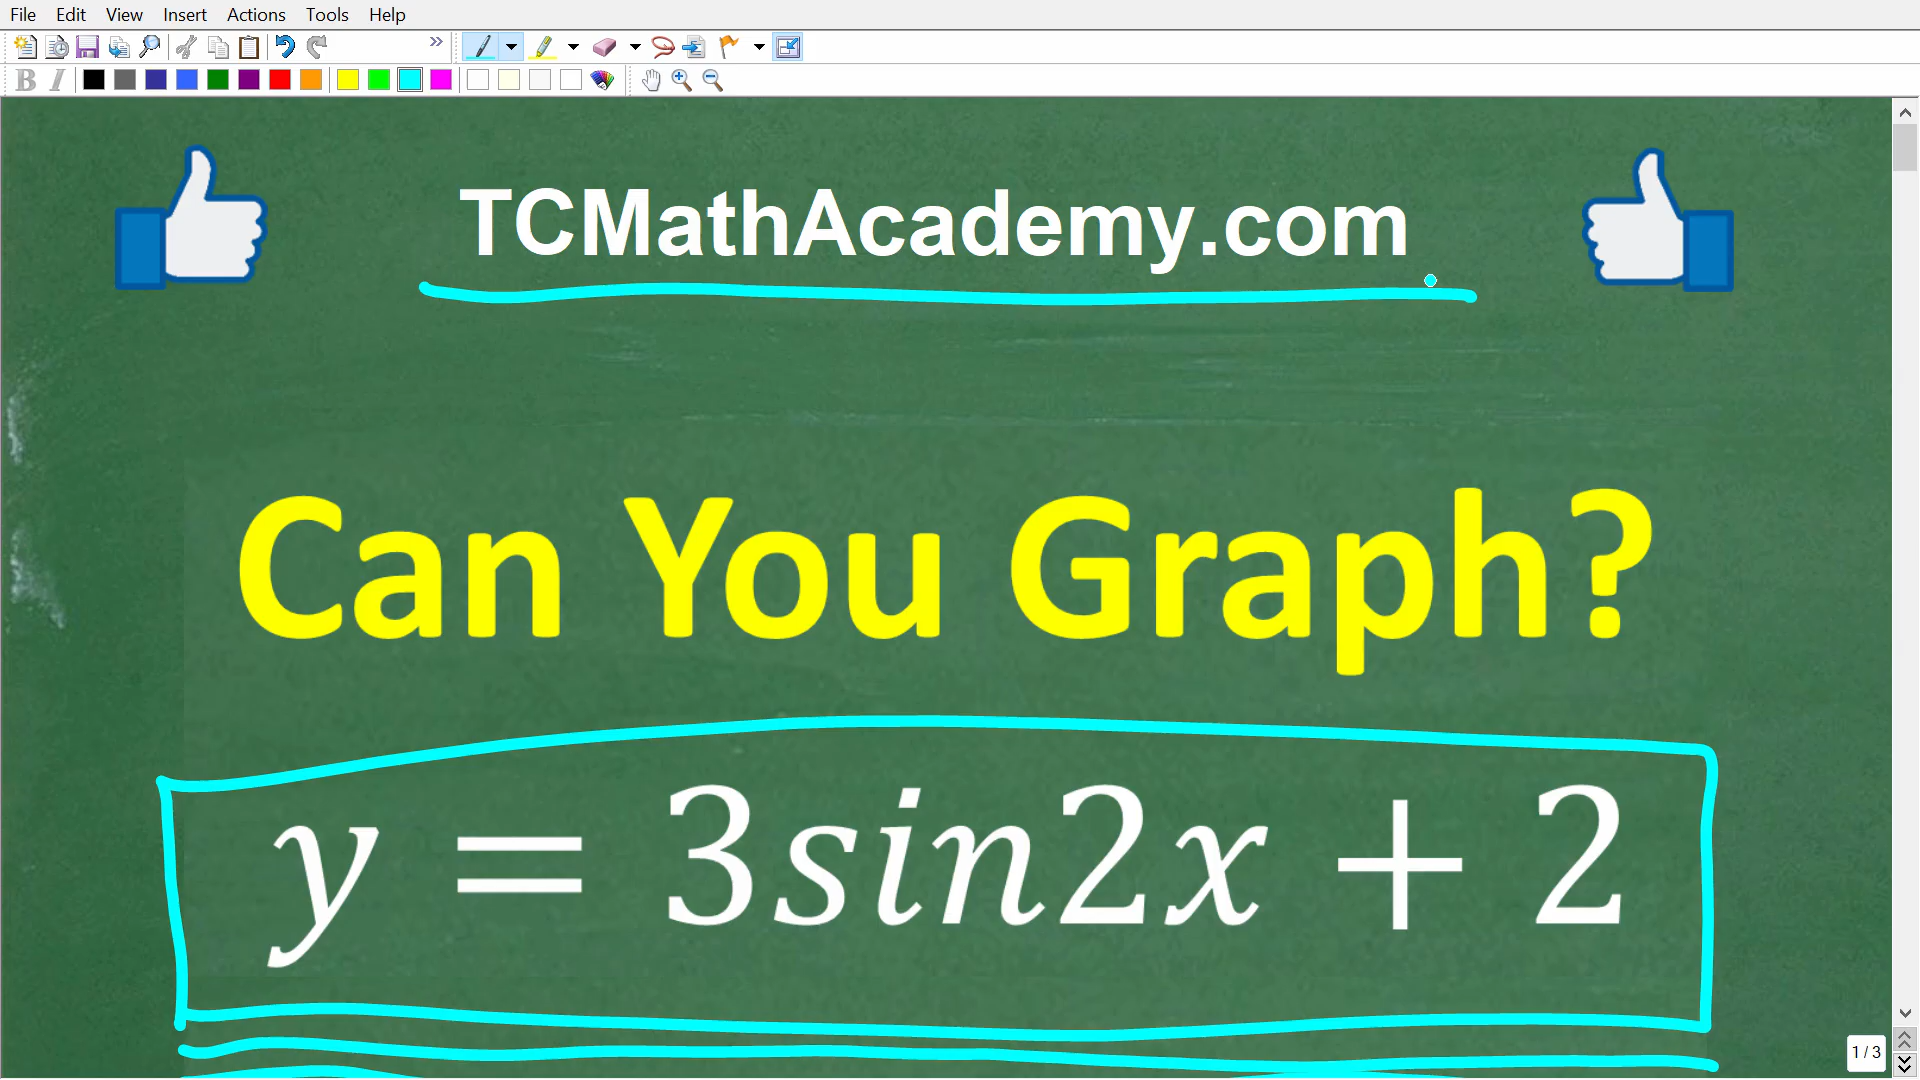 File Edit View Insert Actions Tools Help
B I
TCMathAcademy.com
Can You Graph?
y = 3sin2x + 2
1 / 3